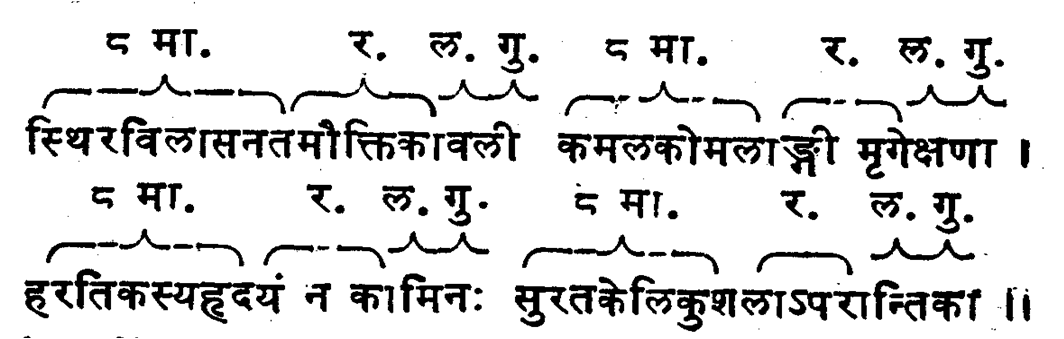 ८ मा. र. ल. गु. ८ मा. र. ल. गु.
स्थिरविलासनतमौक्तिकावली कमलकोमलाङ्गी मृगेक्षणा ।
८ मा. र. ल. गु. ८ मा. र. ल. गु.
हरतिकस्यहृदयं न कामिनः सुरतकेलिकुशलाऽपरान्तिका ॥